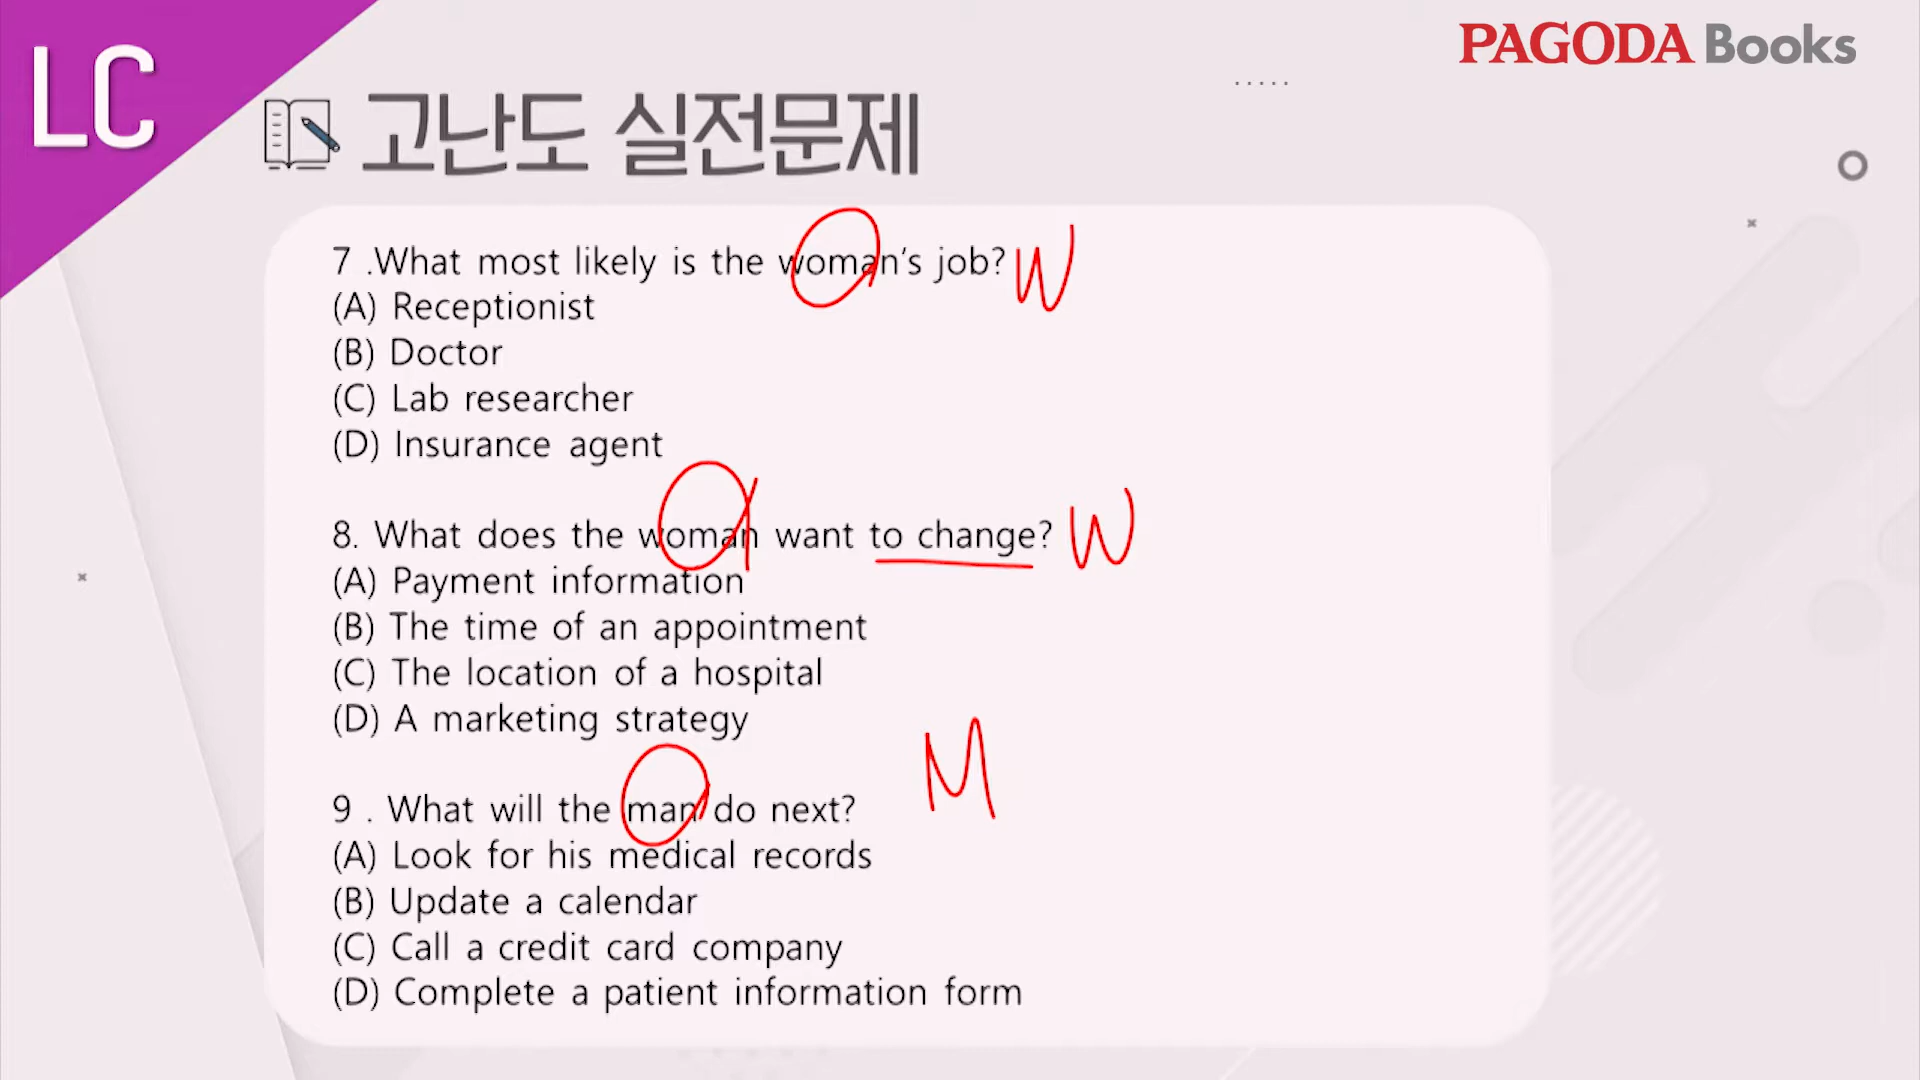 LC
PAGODA Books
고난도 실전문제
7 .What most likely is the woman's job? W
(A) Receptionist
(B) Doctor
(C) Lab researcher
(D) Insurance agent
8. What does the woman want to change? W
(A) Payment information
(B) The time of an appointment
(C) The location of a hospital
(D) A marketing strategy
M
9 . What will the man do next?
(A) Look for his medical records
(B) Update a calendar
(C) Call a credit card company
(D) Complete a patient information form